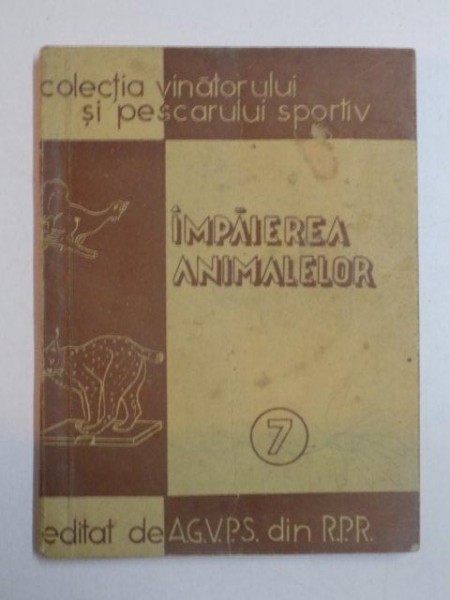 colecția vînătorului
și pescarului sportiv
ÎMPĂIEREA
ANIMALELOR
7
editat de A.G.V.P.S. din R.P.R.